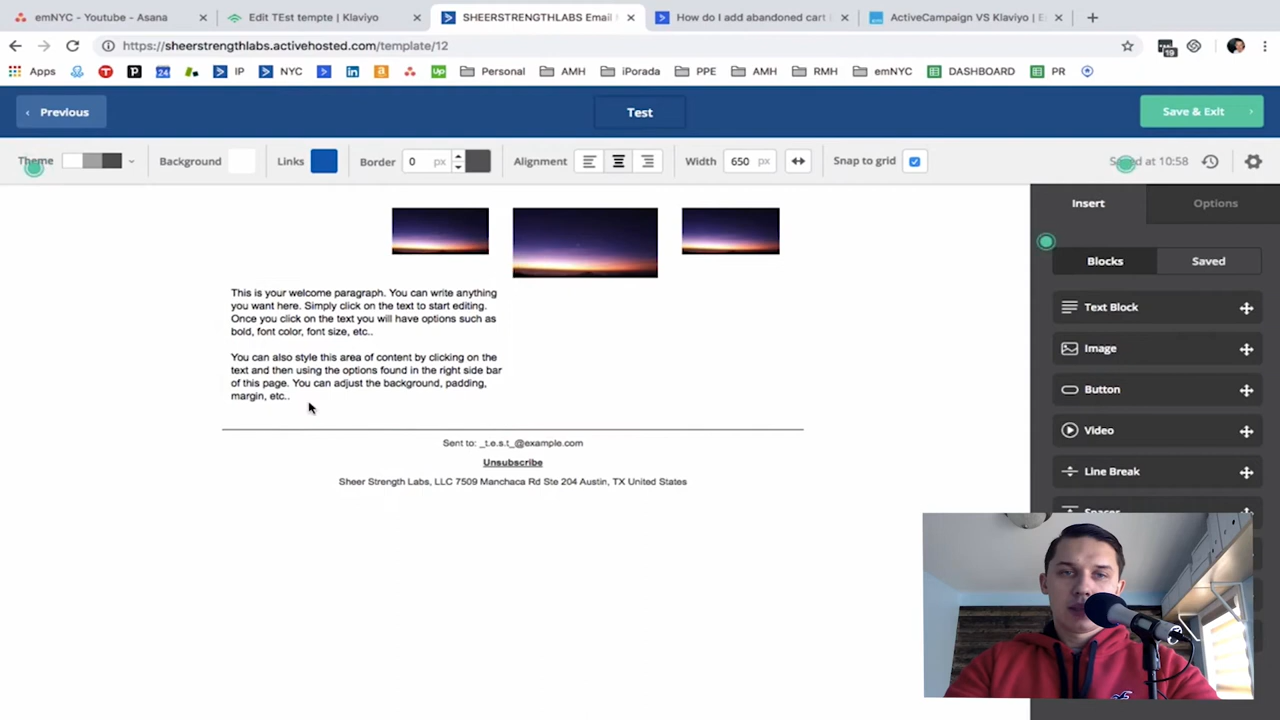 emNYC - Youtube - Asana
Edit TEst tempte | Klaviyo
SHEERSTRENGTHLABS Email
How do I add abandoned cart
ActiveCampaign VS Klaviyo | E
https://sheerstrengthlabs.activehosted.com/template/12
19
Apps
24
IP
NYC
Up
Personal
AMH
iPorada
PPE
AMH
RMH
emNYC
DASHBOARD
PR
Previous
Test
Save & Exit
Theme
Background
Links
Border
0 px
Alignment
Width
650 px
Snap to grid
Saved at 10:58
Insert
Options
Blocks
Saved
Text Block
Image
Button
Video
Line Break
Spacer
This is your welcome paragraph. You can write anything
you want here. Simply click on the text to start editing.
Once you click on the text you will have options such as
bold, font color, font size, etc..
You can also style this area of content by clicking on the
text and then using the options found in the right side bar
of this page. You can adjust the background, padding,
margin, etc..
Sent to: _t.e.s.t_@example.com
Unsubscribe
Sheer Strength Labs, LLC 7509 Manchaca Rd Ste 204 Austin, TX United States